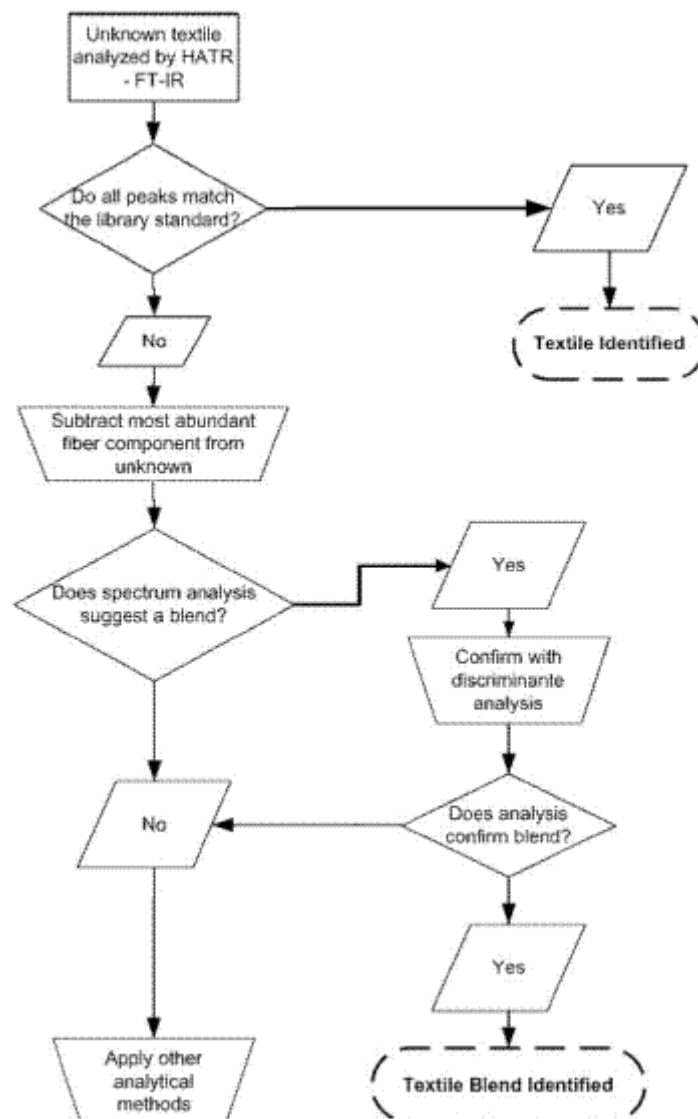 Unknown textile
analyzed by HATR
- FT-IR
Do all peaks match
the library standard?
Yes
Textile Identified
No
Subtract most abundant
fiber component from
unknown
Does spectrum analysis
suggest a blend?
Yes
Confirm with
discriminante
analysis
Does analysis
confirm blend?
No
Yes
Apply other
analytical
methods
Textile Blend Identified